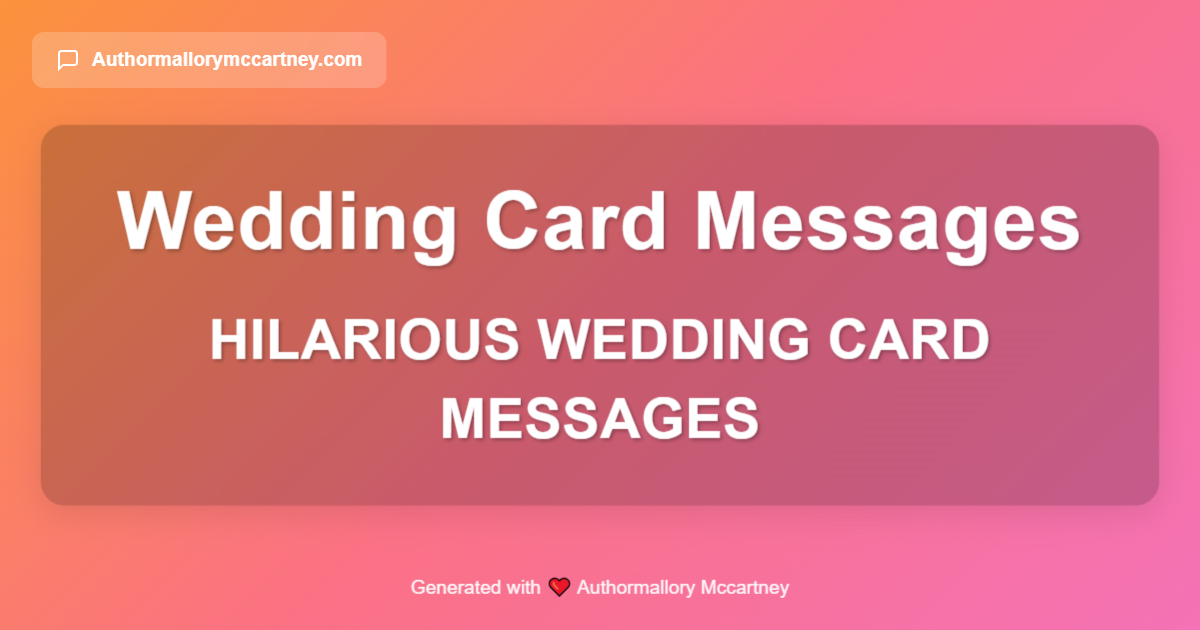 Authormallorymccartney.com
Wedding Card Messages
HILARIOUS WEDDING CARD
MESSAGES
Generated with ❤️ Authormallory Mccartney